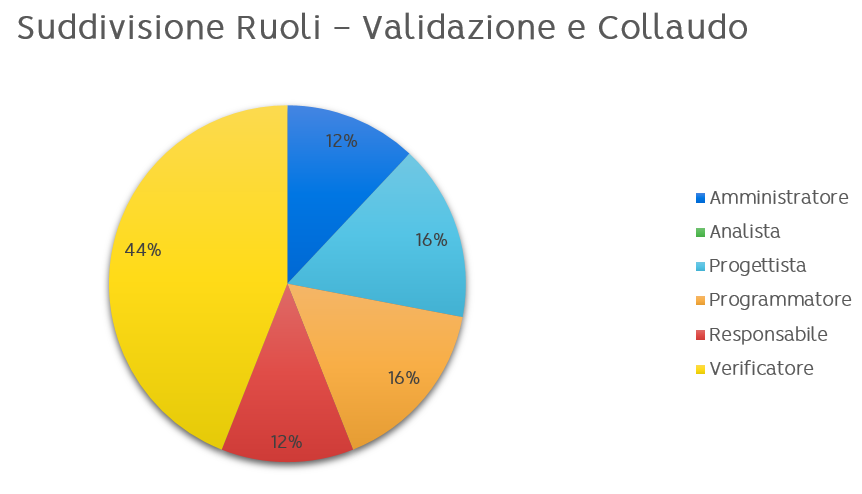 Suddivisione Ruoli – Validazione e Collaudo
12%
16%
16%
12%
44%
Amministratore
Analista
Progettista
Programmatore
Responsabile
Verificatore